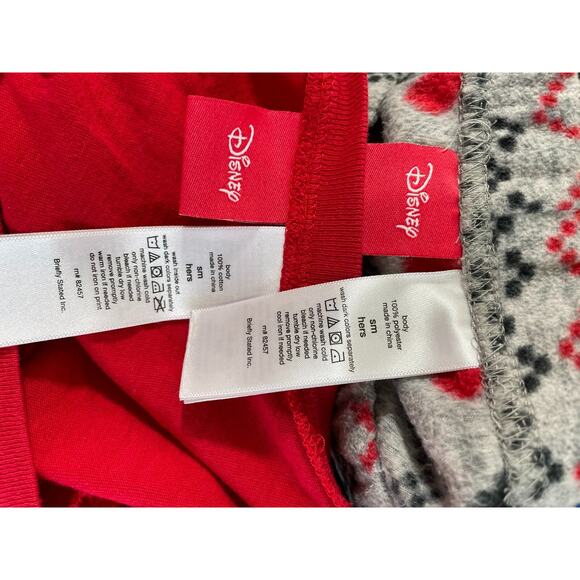 Disney
Disney
body
100% cotton
made in china
sm
hers
wash inside out
wash dark colors separately
machine wash cold
only non-chlorine
bleach if needed
tumble dry low
remove promptly
warm iron if needed
do not iron on print
rn# 82457
Briefly Stated Inc.
body
100% polyester
made in china
sm
hers
wash dark colors separately
machine wash cold
only non-chlorine
bleach if needed
tumble dry low
remove promptly
cool iron if needed
rn# 82457
Briefly Stated Inc.